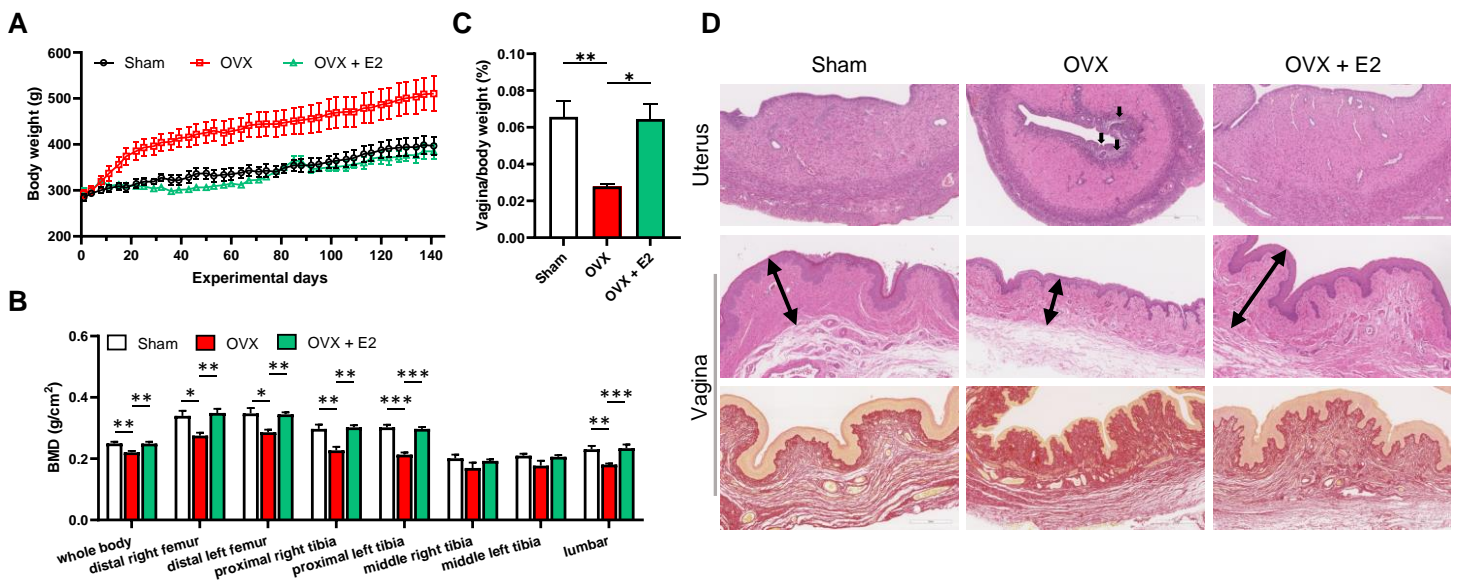 A
Body weight (g)
Sham OVX OVX + E2
600
500
400
300
200
0 20 40 60 80 100 120 140
Experimental days
B
BMD (g/cm²)
Sham OVX OVX + E2
0.6
0.4
0.2
0.0
** ** * ** * ** ** ** *** *** ** ***
whole body
distal right femur
distal left femur
proximal right tibia
proximal left tibia
middle right tibia
middle left tibia
lumbar
C
Vagina/body weight (%)
0.10
0.08
0.06
0.04
0.02
0.00
**
*
Sham
OVX
OVX + E2
D
Sham OVX OVX + E2
Uterus
Vagina